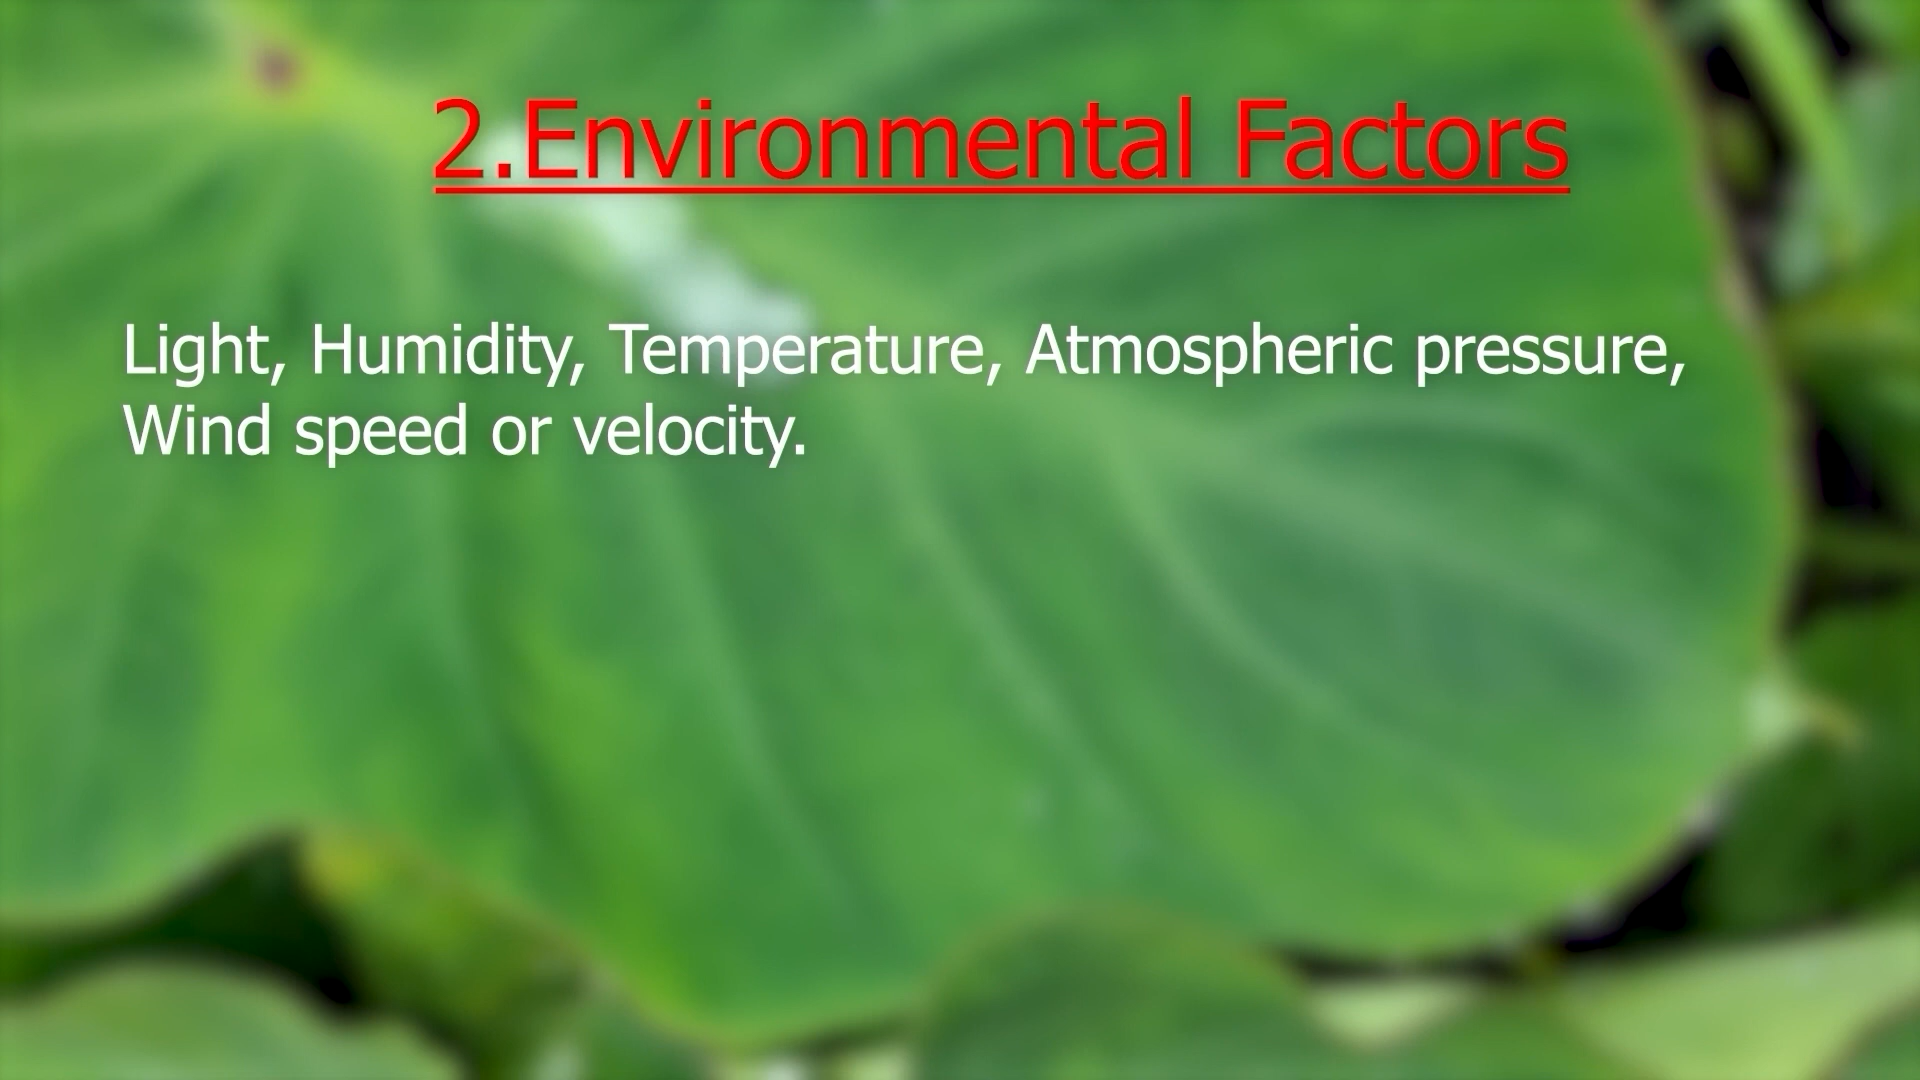 2.Environmental Factors
Light, Humidity, Temperature, Atmospheric pressure,
Wind speed or velocity.